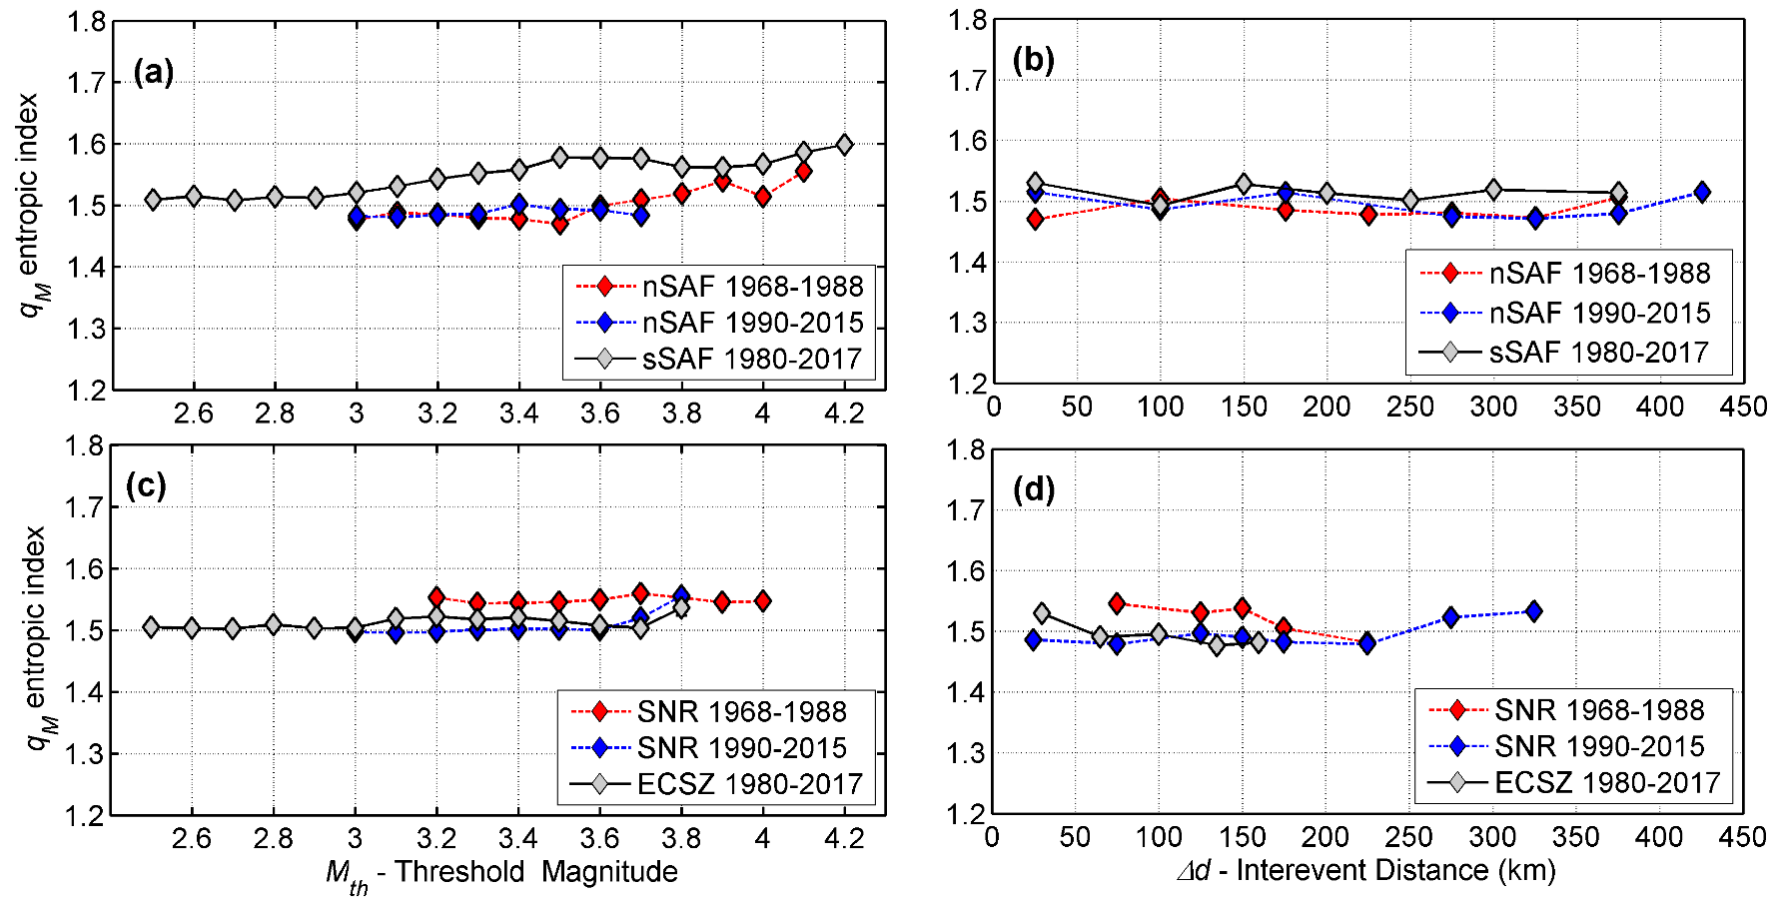 (a)
q_M entropic index
1.8
1.7
1.6
1.5
1.4
1.3
1.2
2.6 2.8 3 3.2 3.4 3.6 3.8 4 4.2
nSAF 1968-1988
nSAF 1990-2015
sSAF 1980-2017
(b)
1.8
1.7
1.6
1.5
1.4
1.3
1.2
0 50 100 150 200 250 300 350 400 450
nSAF 1968-1988
nSAF 1990-2015
sSAF 1980-2017
(c)
q_M entropic index
1.8
1.7
1.6
1.5
1.4
1.3
1.2
2.6 2.8 3 3.2 3.4 3.6 3.8 4 4.2
SNR 1968-1988
SNR 1990-2015
ECSZ 1980-2017
M_th - Threshold Magnitude
(d)
1.8
1.7
1.6
1.5
1.4
1.3
1.2
0 50 100 150 200 250 300 350 400 450
SNR 1968-1988
SNR 1990-2015
ECSZ 1980-2017
Δd - Interevent Distance (km)